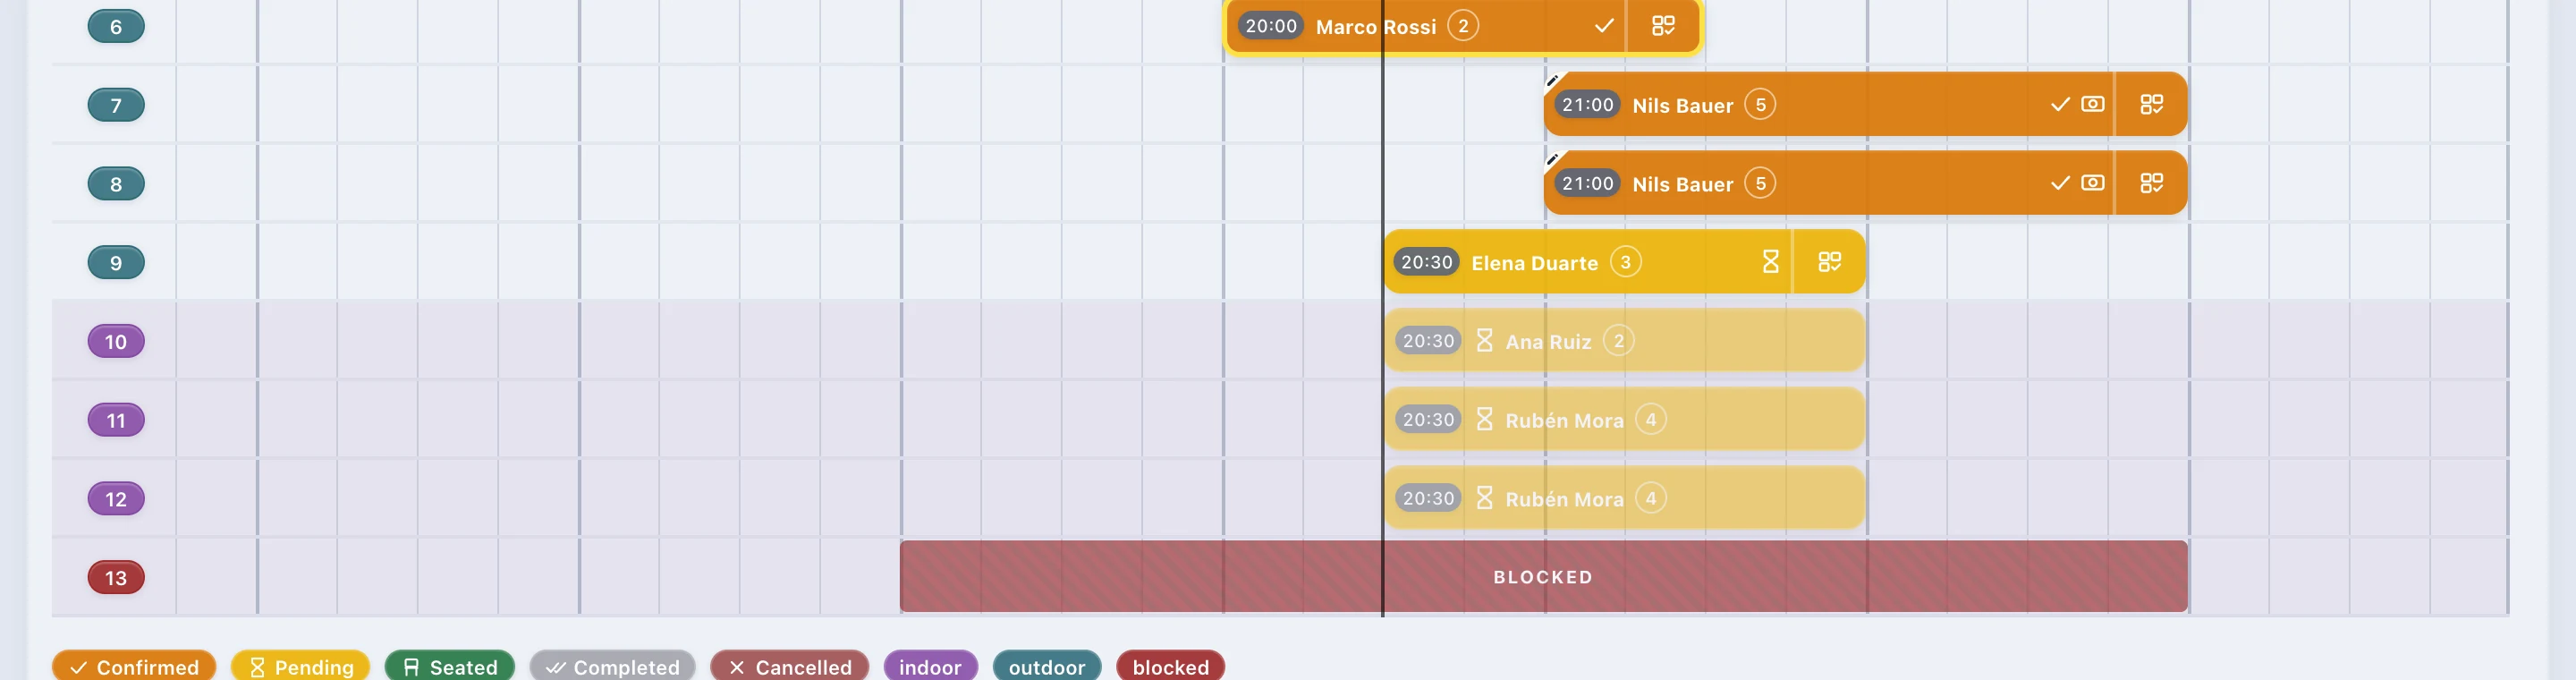 6 20:00 Marco Rossi 2
7 21:00 Nils Bauer 5
8 21:00 Nils Bauer 5
9 20:30 Elena Duarte 3
10 20:30 Ana Ruiz 2
11 20:30 Rubén Mora 4
12 20:30 Rubén Mora 4
13 BLOCKED
Confirmed Pending Seated Completed Cancelled indoor outdoor blocked